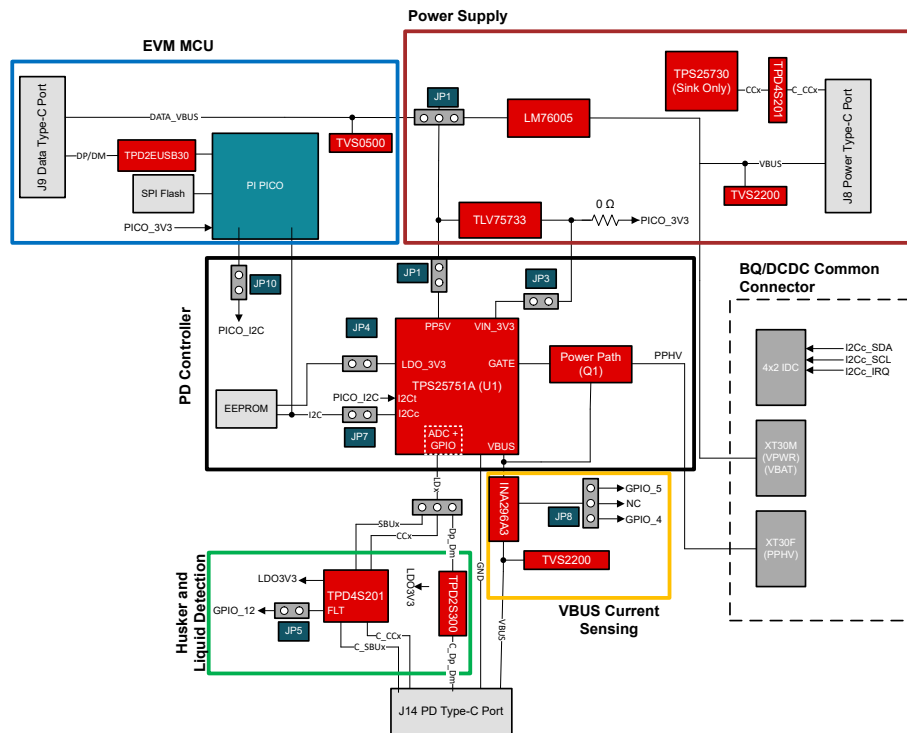 Power Supply
EVM MCU
J9 Data Type-C Port
DATA_VBUS
TVS0500
DP/DM
TPD2EUSB30
SPI Flash
PI PICO
PICO_3V3
JP1
LM76005
TPS25730
(Sink Only)
CCx
TPD4S201
C_CCx
J8 Power Type-C Port
VBUS
TVS2200
TLV75733
0 Ω
PICO_3V3
JP10
PICO_I2C
PD Controller
JP1
JP3
JP4
PP5V
VIN_3V3
LDO_3V3
GATE
TPS25751A (U1)
PICO_I2C
I2Ct
I2Cc
EEPROM
I2C
JP7
ADC +
GPIO
VBUS
Power Path
(Q1)
PPHV
BQ/DCDC Common
Connector
4x2 IDC
I2Cc_SDA
I2Cc_SCL
I2Cc_IRQ
XT30M
(VPWR)
(VBAT)
XT30F
(PPHV)
LDx
SBUx
CCx
Dp_Dm
GND
INA296A3
JP8
GPIO_5
NC
GPIO_4
TVS2200
VBUS
VBUS Current
Sensing
Husker and
Liquid Detection
LDO3V3
GPIO_12
TPD4S201
FLT
JP5
LDO3V3
TPD2S300
C_CCx
C_SBUx
C_Dp_Dm
J14 PD Type-C Port